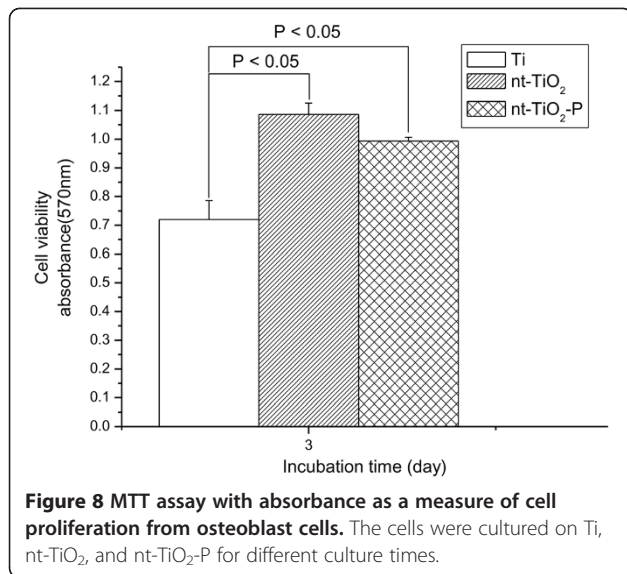 P < 0.05
P < 0.05
Ti
nt-TiO₂
nt-TiO₂-P
1.2
1.1
1.0
0.9
0.8
0.7
0.6
0.5
0.4
0.3
0.2
0.1
0.0
Cell viability
absorbance(570nm)
3
Incubation time (day)
Figure 8 MTT assay with absorbance as a measure of cell
proliferation from osteoblast cells. The cells were cultured on Ti,
nt-TiO₂, and nt-TiO₂-P for different culture times.